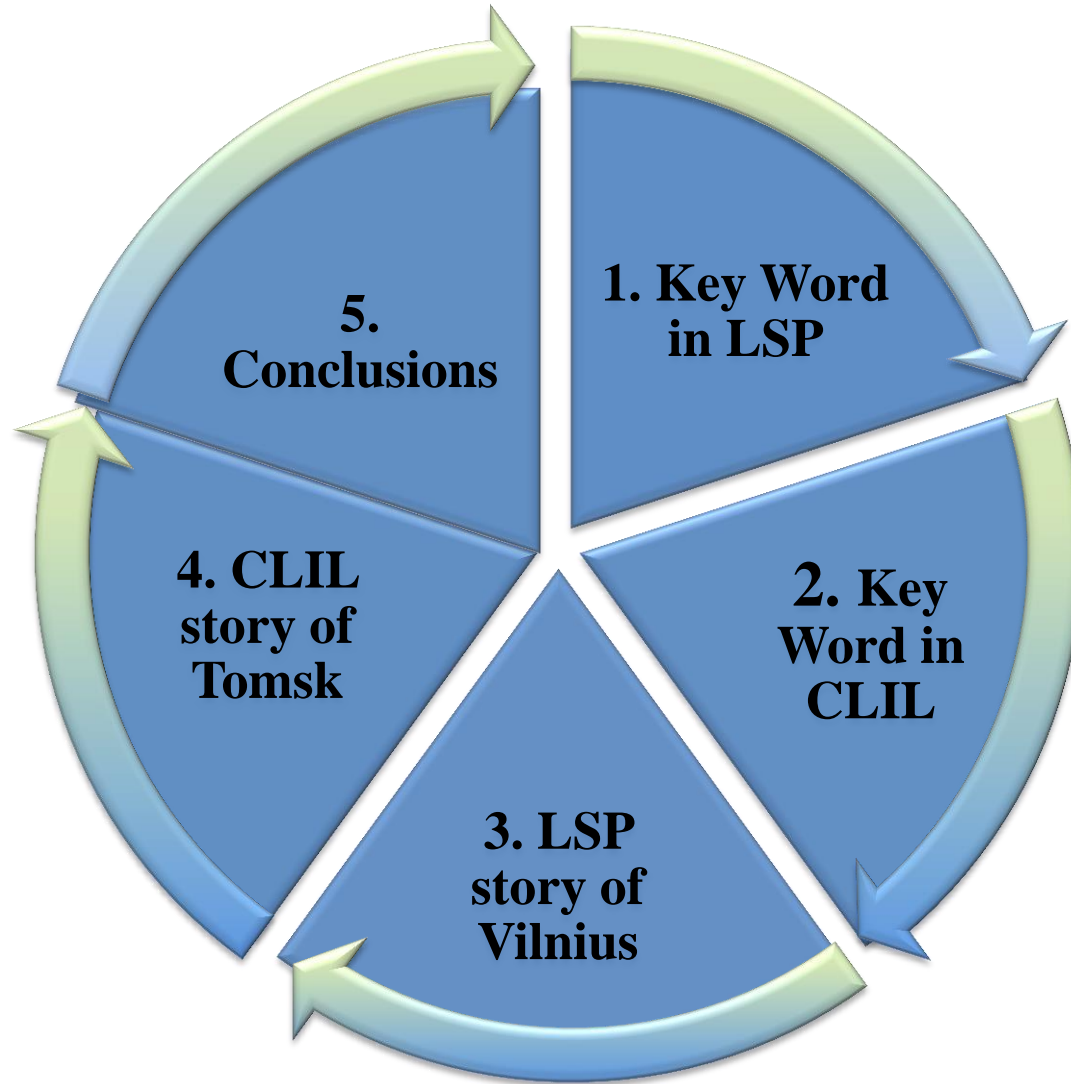 1. Key Word
in LSP
2. Key
Word in
CLIL
3. LSP
story of
Vilnius
4. CLIL
story of
Tomsk
5.
Conclusions